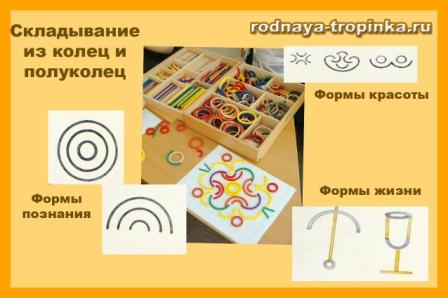 Складывание
из колец и
полуколец
rodnaya-tropinka.ru
Формы красоты
Формы
познания
Формы жизни